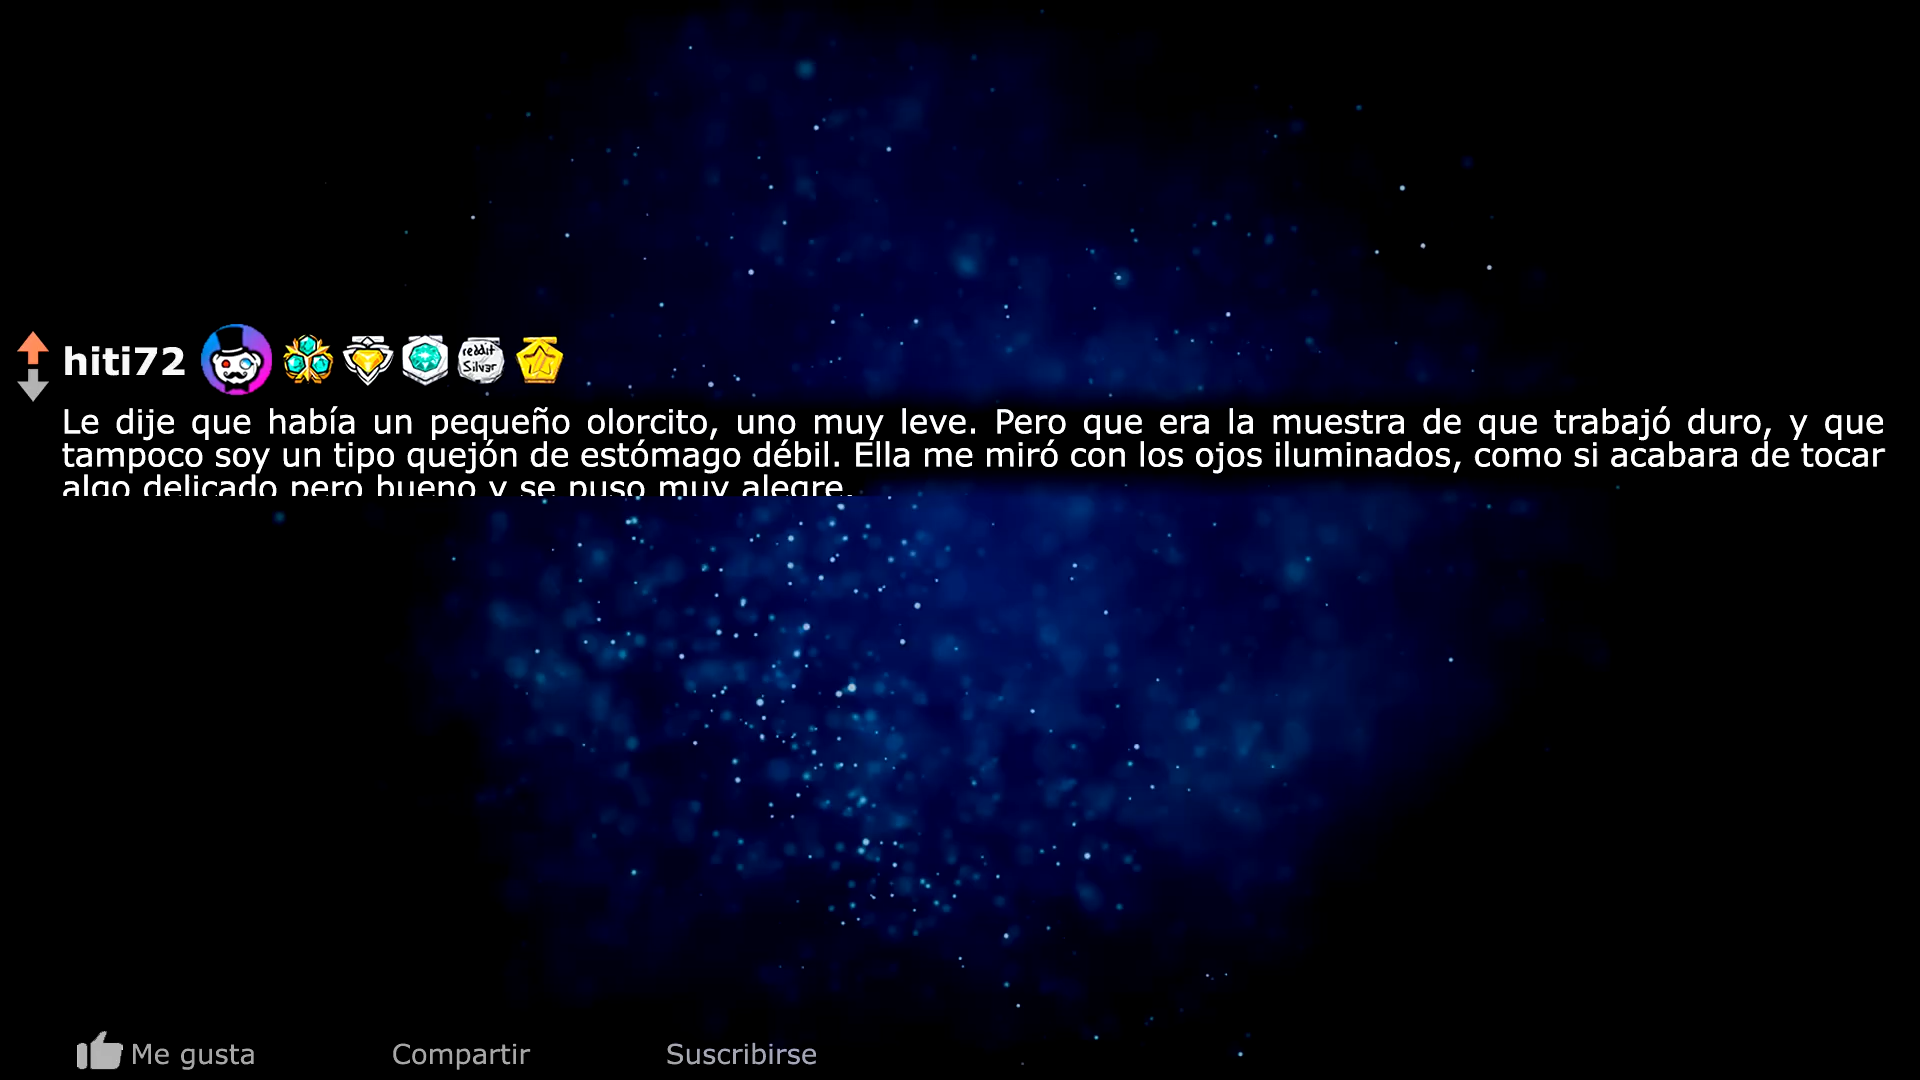 hiti72
reddit
Silv3r
Le dije que había un pequeño olorcito, uno muy leve. Pero que era la muestra de que trabajó duro, y que
tampoco soy un tipo quejón de estómago débil. Ella me miró con los ojos iluminados, como si acabara de tocar
algo delicado pero bueno y se puso muy alegre.
Me gusta
Compartir
Suscribirse